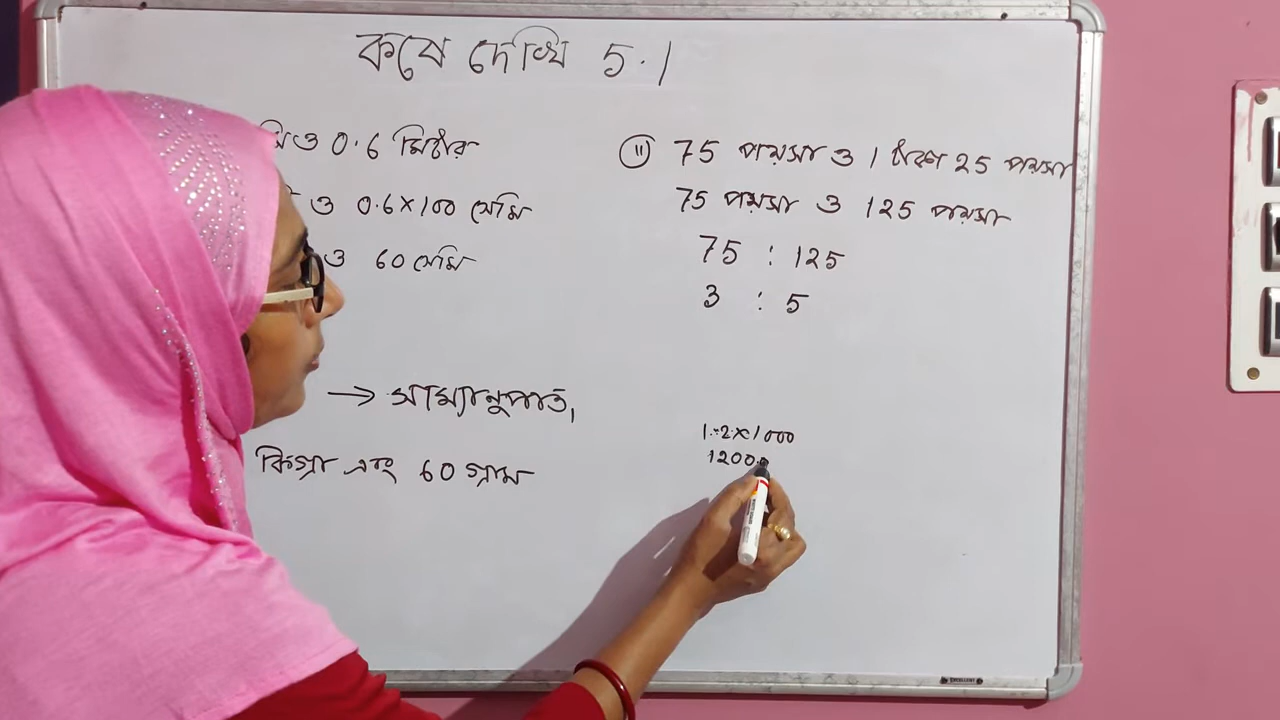 কষে দেখি 5.1
ও 0.6 মিটার
ও 0.6×100 সেমি
ও 60 সেমি
→ সাম্যানুপাত,
কিগ্রা এবং 60 গ্রাম
(ii) 75 পয়সা ও 1 টাকা 25 পয়সা
75 পয়সা ও 125 পয়সা
75 : 125
3 : 5
1.2×1000
1200.0